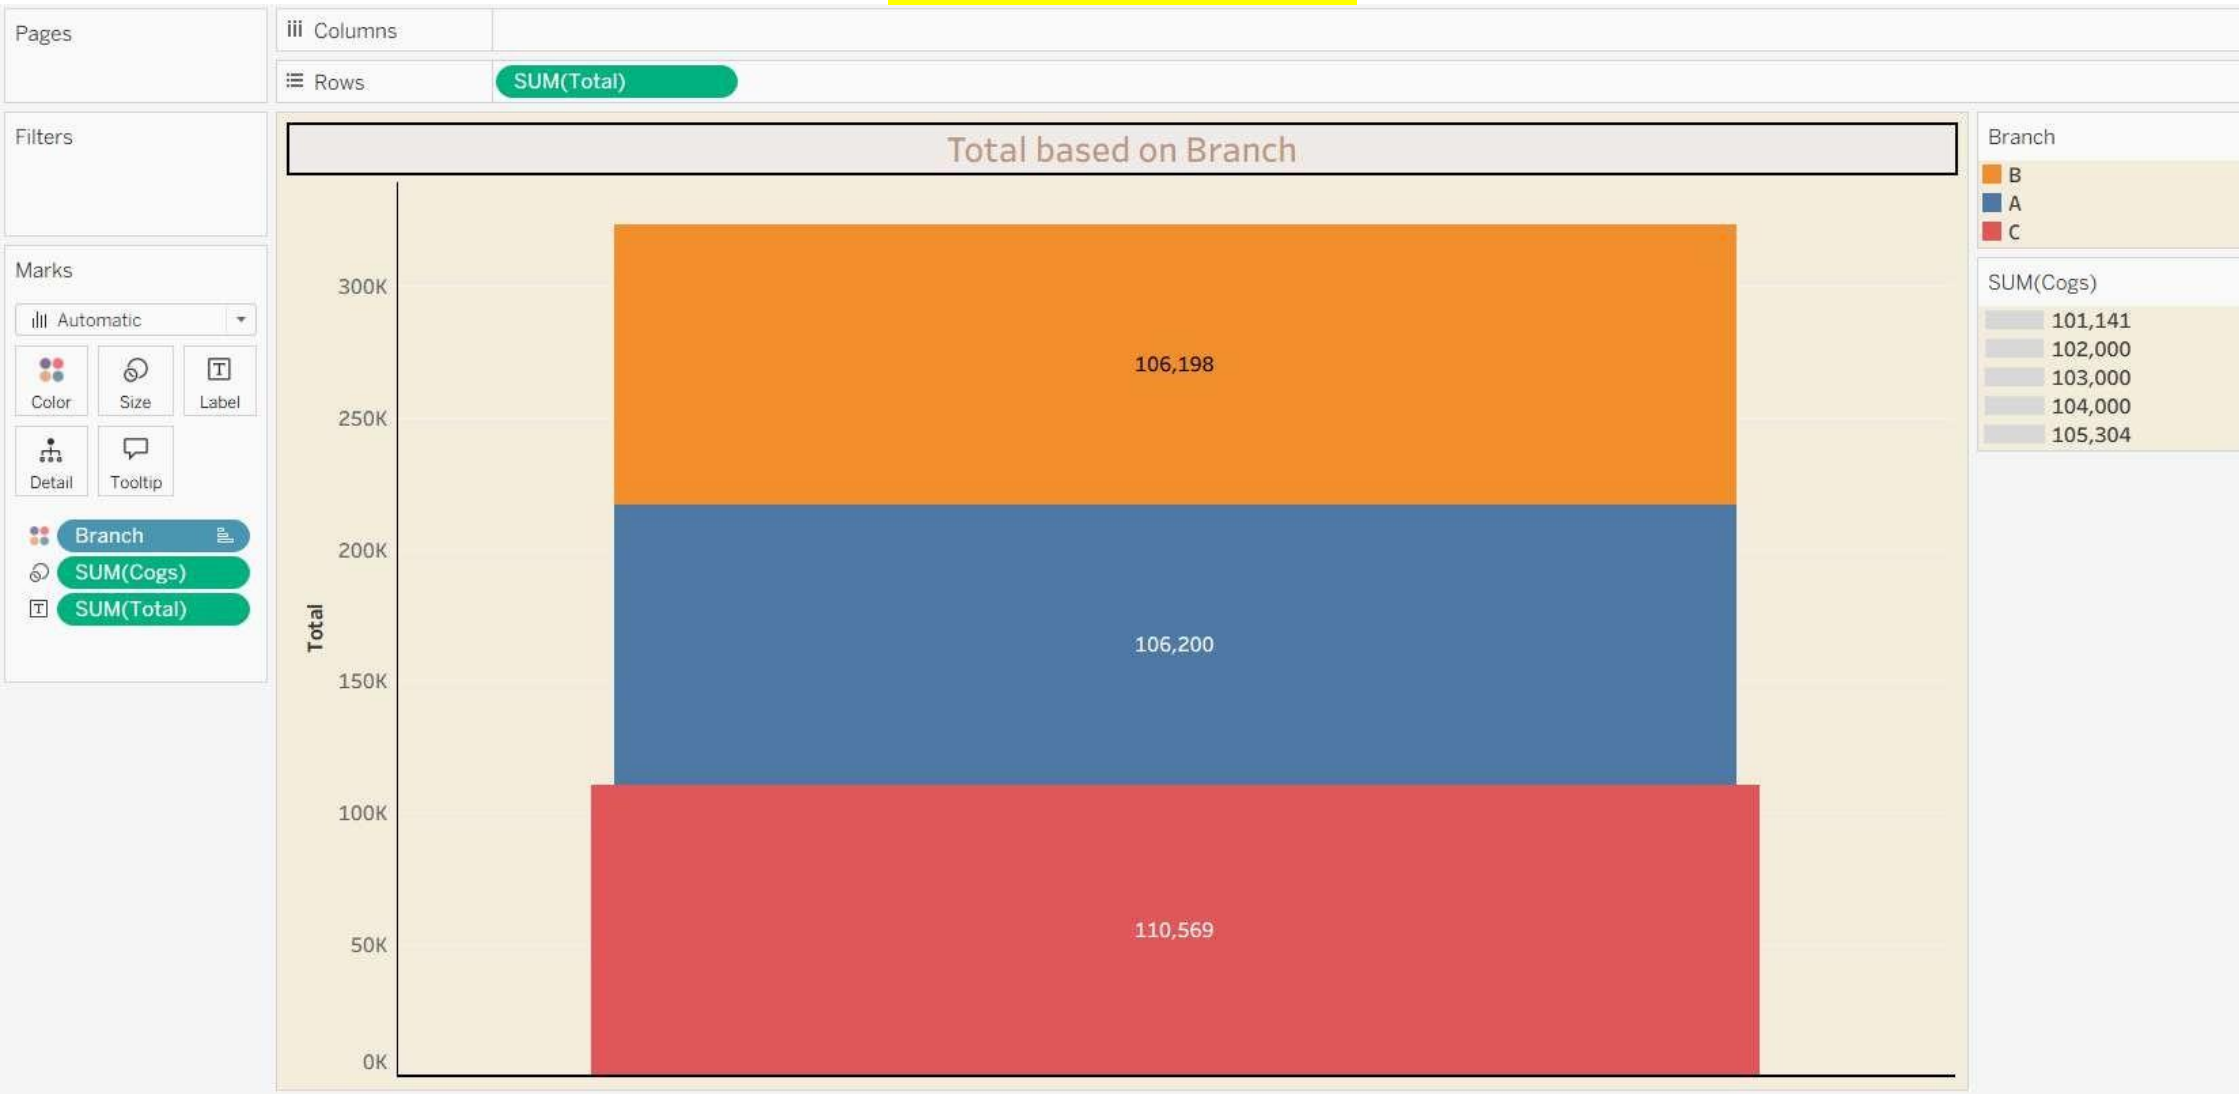 Pages
Columns
Rows
SUM(Total)
Filters
Marks
Automatic
Color
Size
Label
Detail
Tooltip
Branch
SUM(Cogs)
SUM(Total)
Total based on Branch
Total
300K
250K
200K
150K
100K
50K
0K
106,198
106,200
110,569
Branch
B
A
C
SUM(Cogs)
101,141
102,000
103,000
104,000
105,304